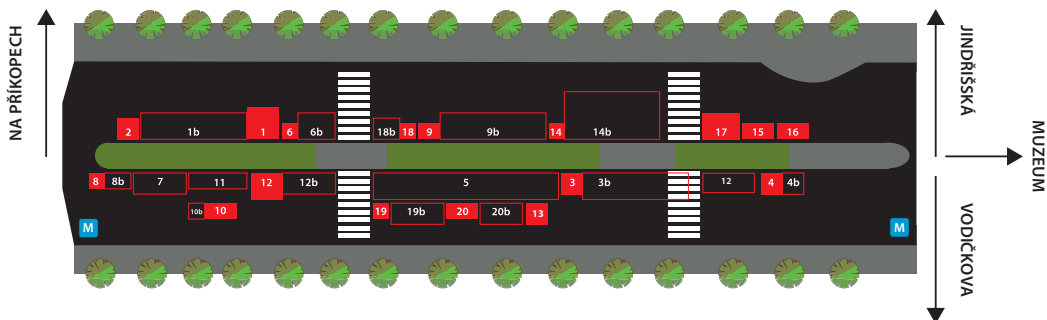 NA PŘÍKOPECH
JINDŘIŠSKÁ
MUZEUM
VODIČKOVA
2
1b
1
6
6b
18b
18
9
9b
14
14b
17
15
16
8
8b
7
11
12
12b
5
3
3b
12
4
4b
10b
10
19
19b
20
20b
13
M
M